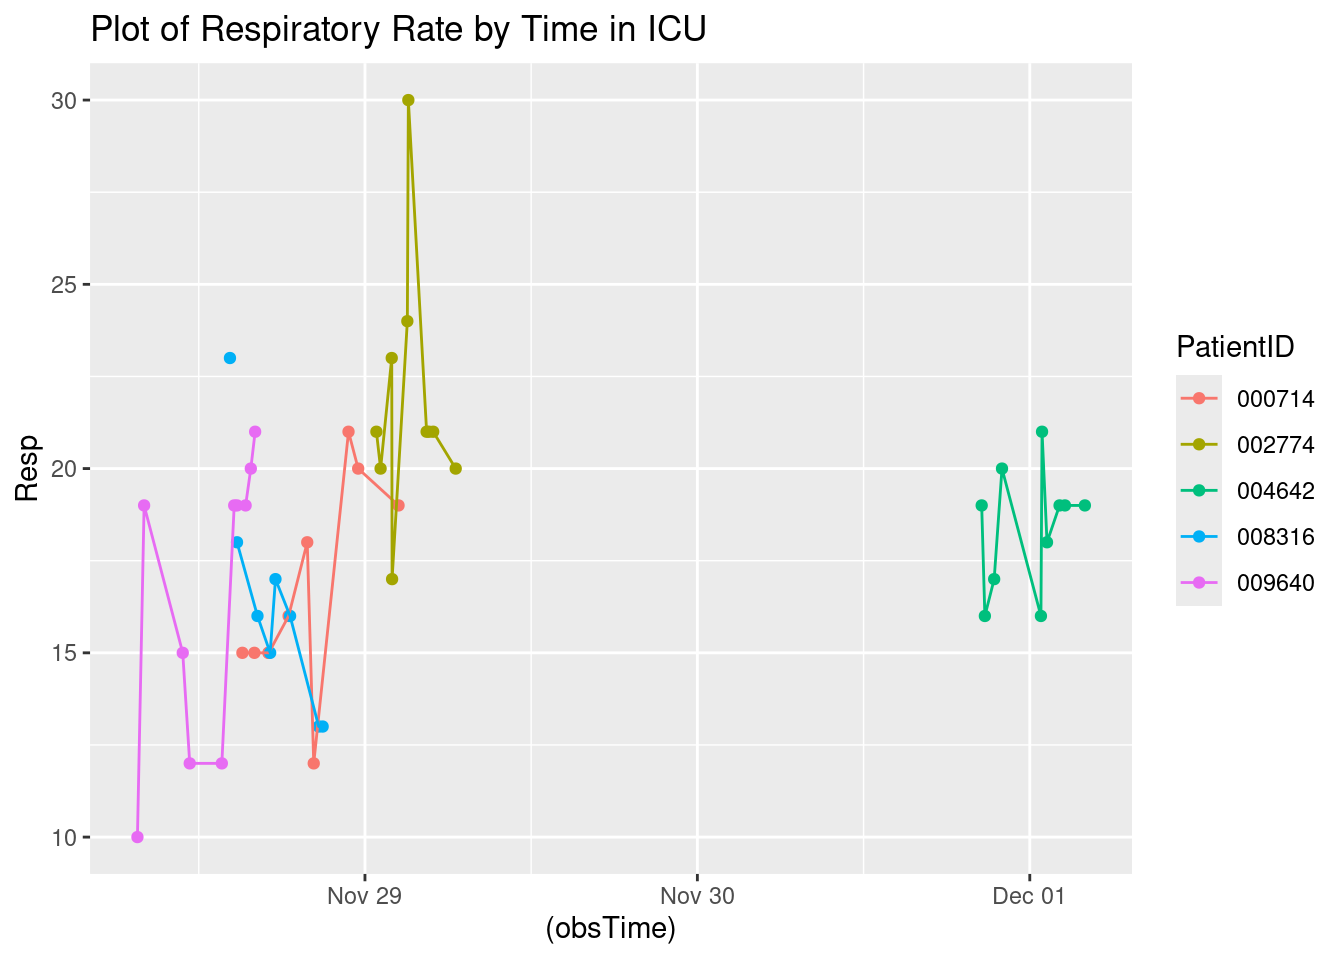 Plot of Respiratory Rate by Time in ICU
30
25
20
15
10
Resp
Nov 29
Nov 30
Dec 01
(obsTime)
PatientID
000714
002774
004642
008316
009640